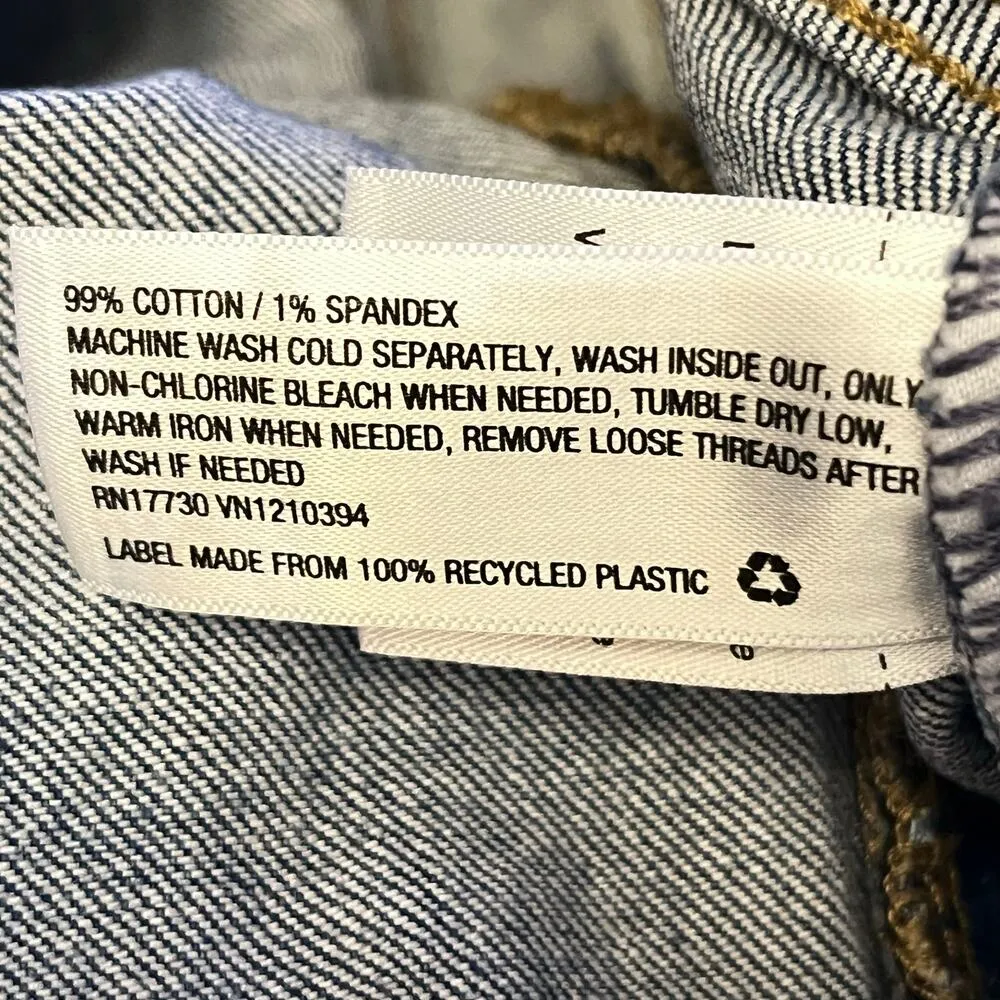 99% COTTON / 1% SPANDEX
MACHINE WASH COLD SEPARATELY, WASH INSIDE OUT, ONLY
NON-CHLORINE BLEACH WHEN NEEDED, TUMBLE DRY LOW,
WARM IRON WHEN NEEDED, REMOVE LOOSE THREADS AFTER
WASH IF NEEDED
RN17730 VN1210394
LABEL MADE FROM 100% RECYCLED PLASTIC